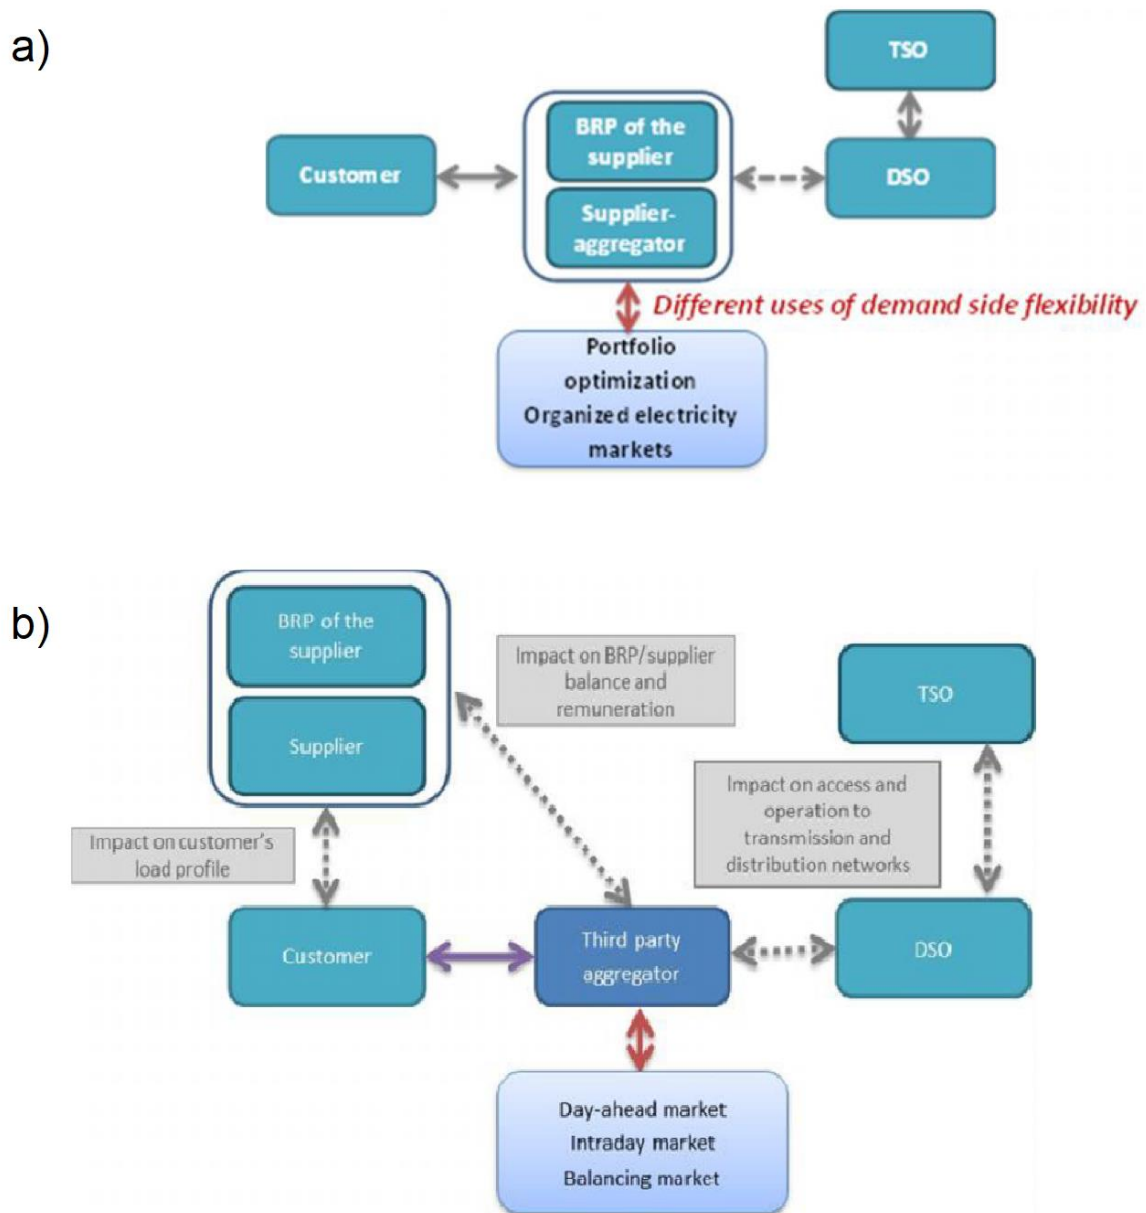 a)
TSO
BRP of the
supplier
Customer
DSO
Supplier-
aggregator
Different uses of demand side flexibility
Portfolio
optimization
Organized electricity
markets
b)
BRP of the
supplier
Impact on BRP/supplier
balance and
remuneration
TSO
Supplier
Impact on access and
operation to
transmission and
distribution networks
Impact on customer's
load profile
Customer
Third party
aggregator
DSO
Day-ahead market
Intraday market
Balancing market